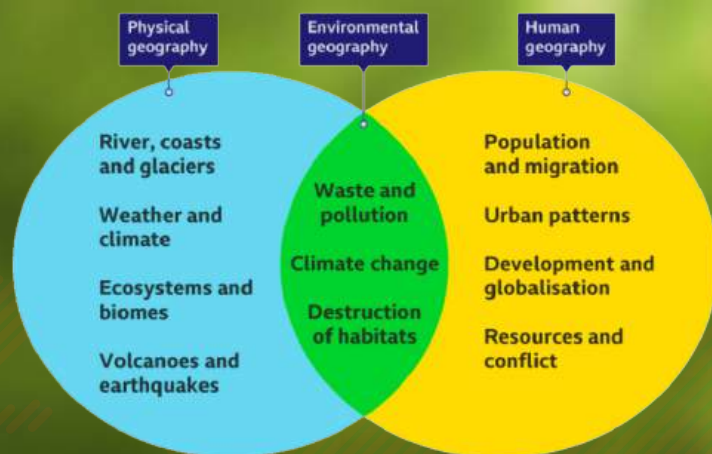 Physical
geography
Environmental
geography
Human
geography
River, coasts
and glaciers
Weather and
climate
Ecosystems and
biomes
Volcanoes and
earthquakes
Waste and
pollution
Climate change
Destruction
of habitats
Population
and migration
Urban patterns
Development and
globalisation
Resources and
conflict